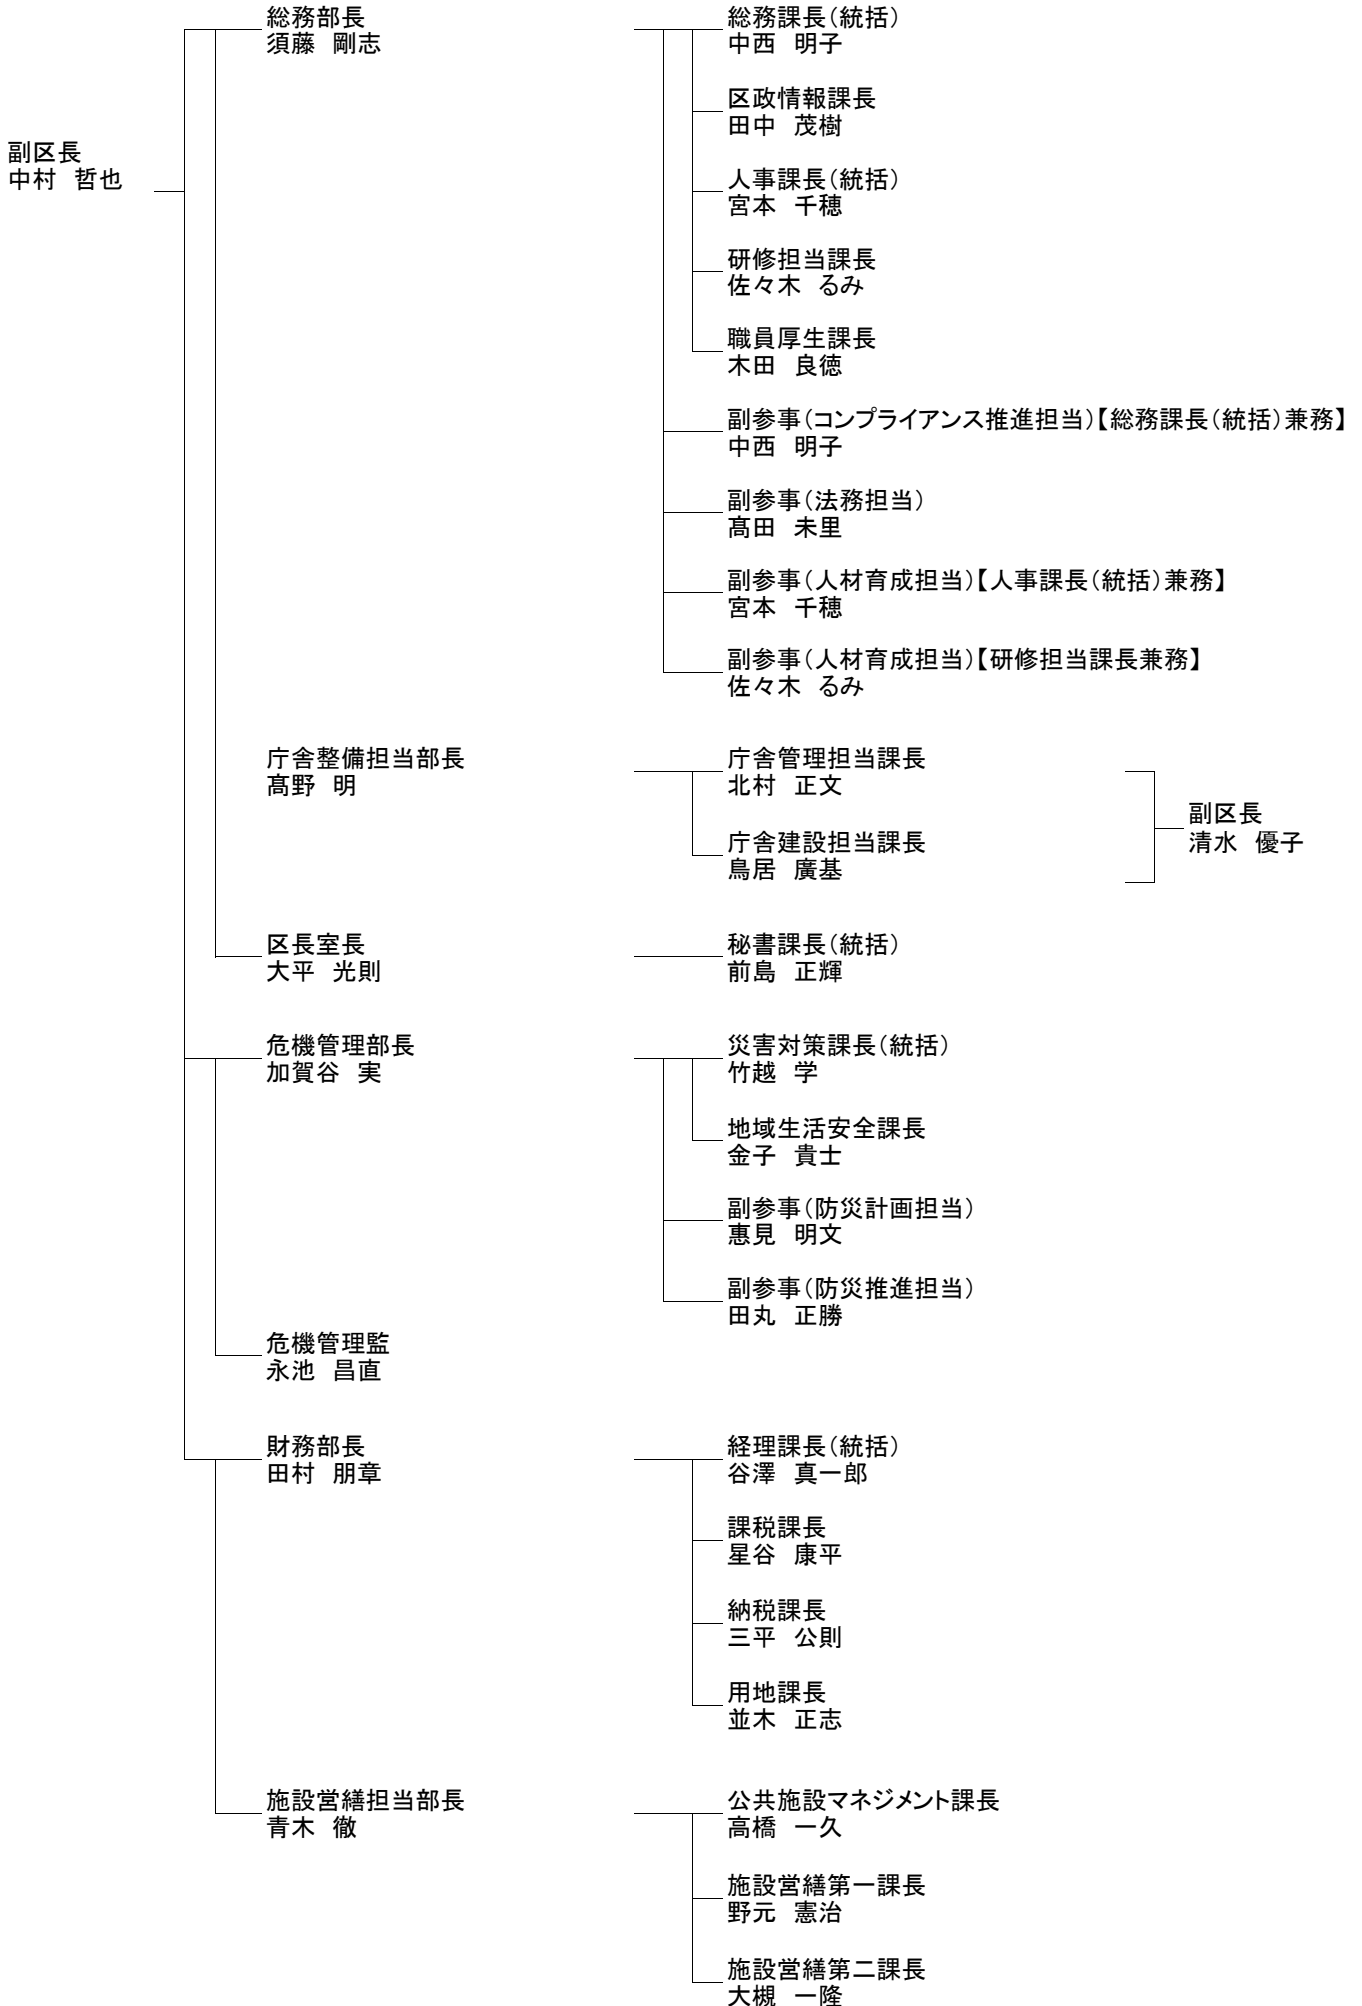 副区長
中村 哲也
総務部長
須藤 剛志
総務課長(統括)
中西 明子
区政情報課長
田中 茂樹
人事課長(統括)
宮本 千穂
研修担当課長
佐々木 るみ
職員厚生課長
木田 良徳
副参事(コンプライアンス推進担当)【総務課長(統括)兼務】
中西 明子
副参事(法務担当)
髙田 未里
副参事(人材育成担当)【人事課長(統括)兼務】
宮本 千穂
副参事(人材育成担当)【研修担当課長兼務】
佐々木 るみ
庁舎整備担当部長
髙野 明
庁舎管理担当課長
北村 正文
庁舎建設担当課長
鳥居 廣基
副区長
清水 優子
区長室長
大平 光則
秘書課長(統括)
前島 正輝
危機管理部長
加賀谷 実
災害対策課長(統括)
竹越 学
地域生活安全課長
金子 貴士
副参事(防災計画担当)
惠見 明文
副参事(防災推進担当)
田丸 正勝
危機管理監
永池 昌直
財務部長
田村 朋章
経理課長(統括)
谷澤 真一郎
課税課長
星谷 康平
納税課長
三平 公則
用地課長
並木 正志
施設営繕担当部長
青木 徹
公共施設マネジメント課長
高橋 一久
施設営繕第一課長
野元 憲治
施設営繕第二課長
大槻 一隆